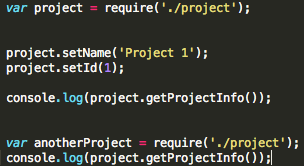 var project = require('./project');
project.setName('Project 1');
project.setId(1);
console.log(project.getProjectInfo());
var anotherProject = require('./project');
console.log(project.getProjectInfo());